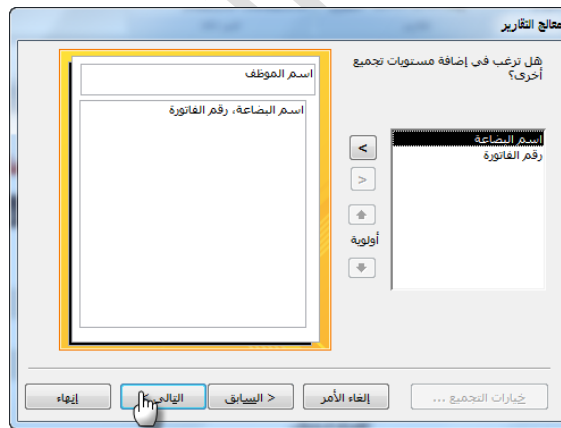 معالج التقارير
هل ترغب في إضافة مستويات تجميع
أخرى؟
اسم البضاعة
رقم الفاتورة
أولوية
اسم الموظف
اسم البضاعة، رقم الفاتورة
خيارات التجميع ...
إلغاء الأمر
< السابق
التالي >
إنهاء